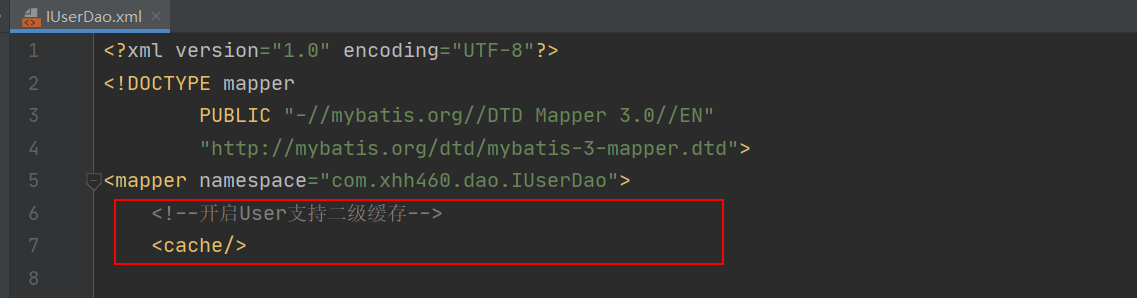 IUserDao.xml
1 <?xml version="1.0" encoding="UTF-8"?>
2 <!DOCTYPE mapper
3 PUBLIC "-//mybatis.org//DTD Mapper 3.0//EN"
4 "http://mybatis.org/dtd/mybatis-3-mapper.dtd">
5 <mapper namespace="com.xhh460.dao.IUserDao">
6 <!--开启User支持二级缓存-->
7 <cache/>
8